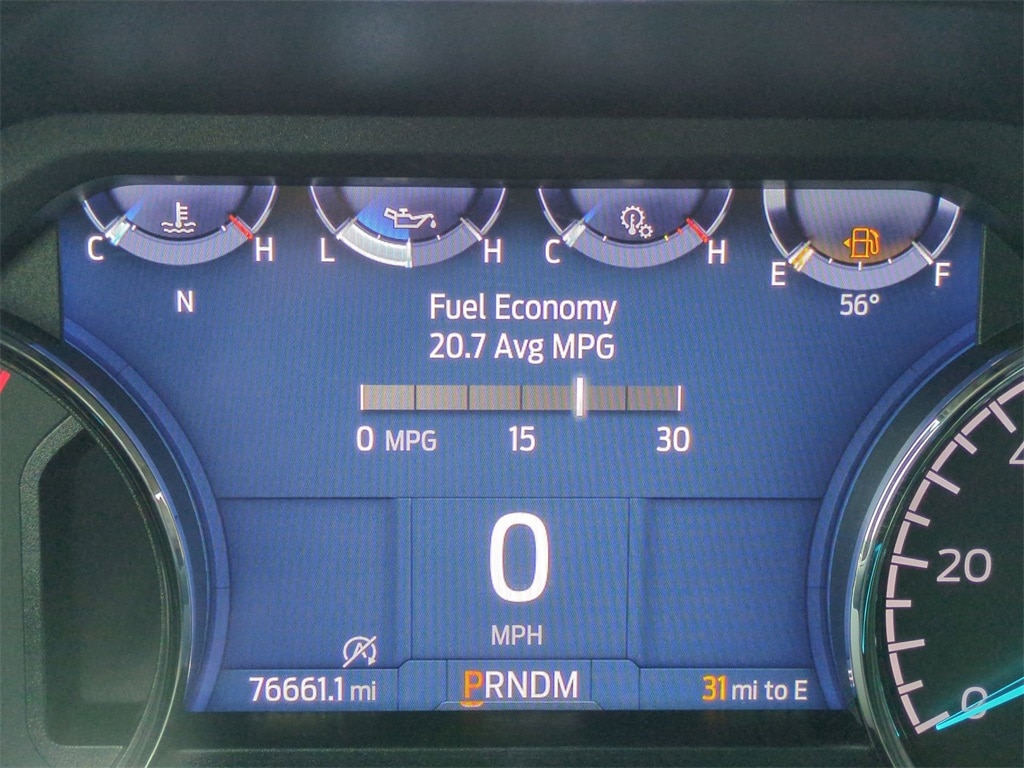 C H L H C H E F
N 56°
Fuel Economy
20.7 Avg MPG
0 MPG 15 30
0
MPH
20
0
76661.1 mi PRNDM 31 mi to E